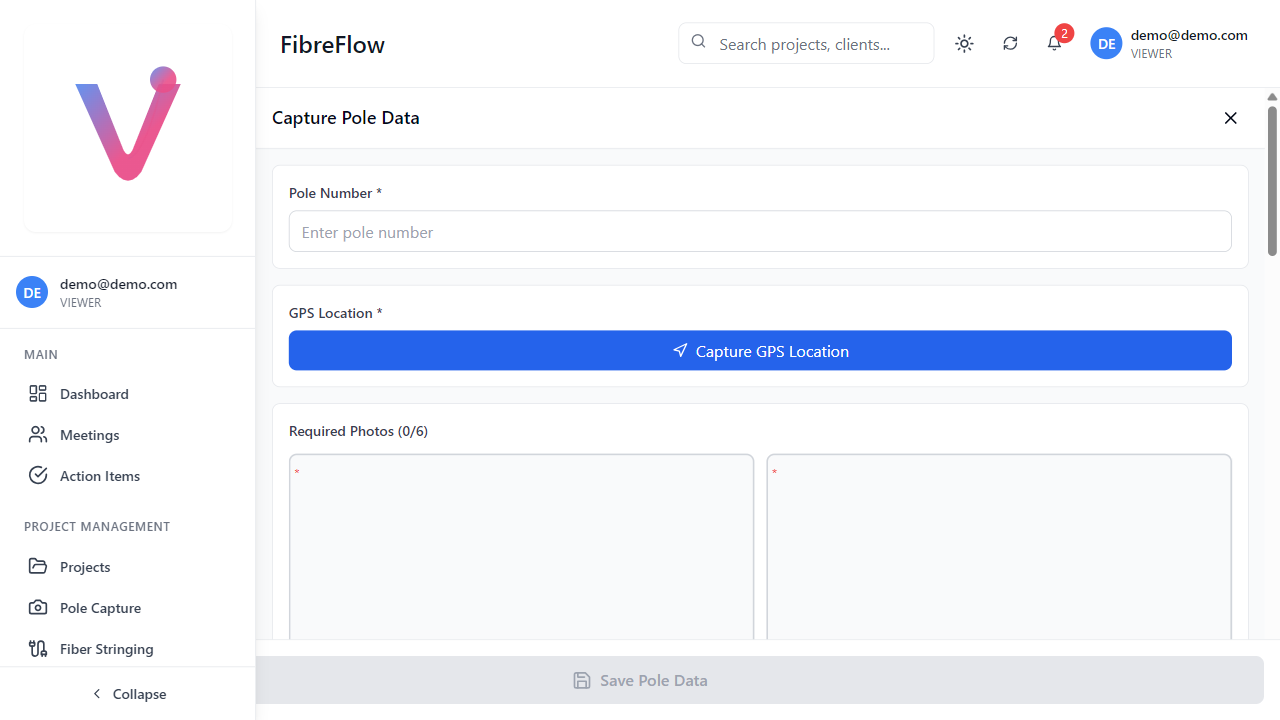 FibreFlow
Search projects, clients...
2
DE
demo@demo.com
VIEWER
DE
demo@demo.com
VIEWER
MAIN
Dashboard
Meetings
Action Items
PROJECT MANAGEMENT
Projects
Pole Capture
Fiber Stringing
Collapse
Capture Pole Data
Pole Number *
Enter pole number
GPS Location *
Capture GPS Location
Required Photos (0/6)
*
*
Save Pole Data